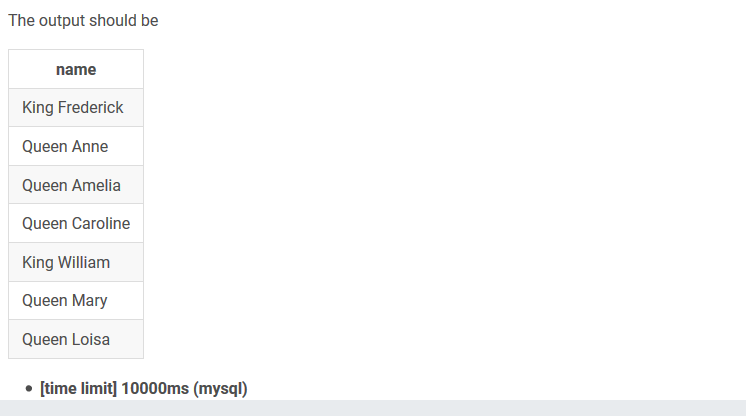 The output should be
name
King Frederick
Queen Anne
Queen Amelia
Queen Caroline
King William
Queen Mary
Queen Loisa
• [time limit] 10000ms (mysql)